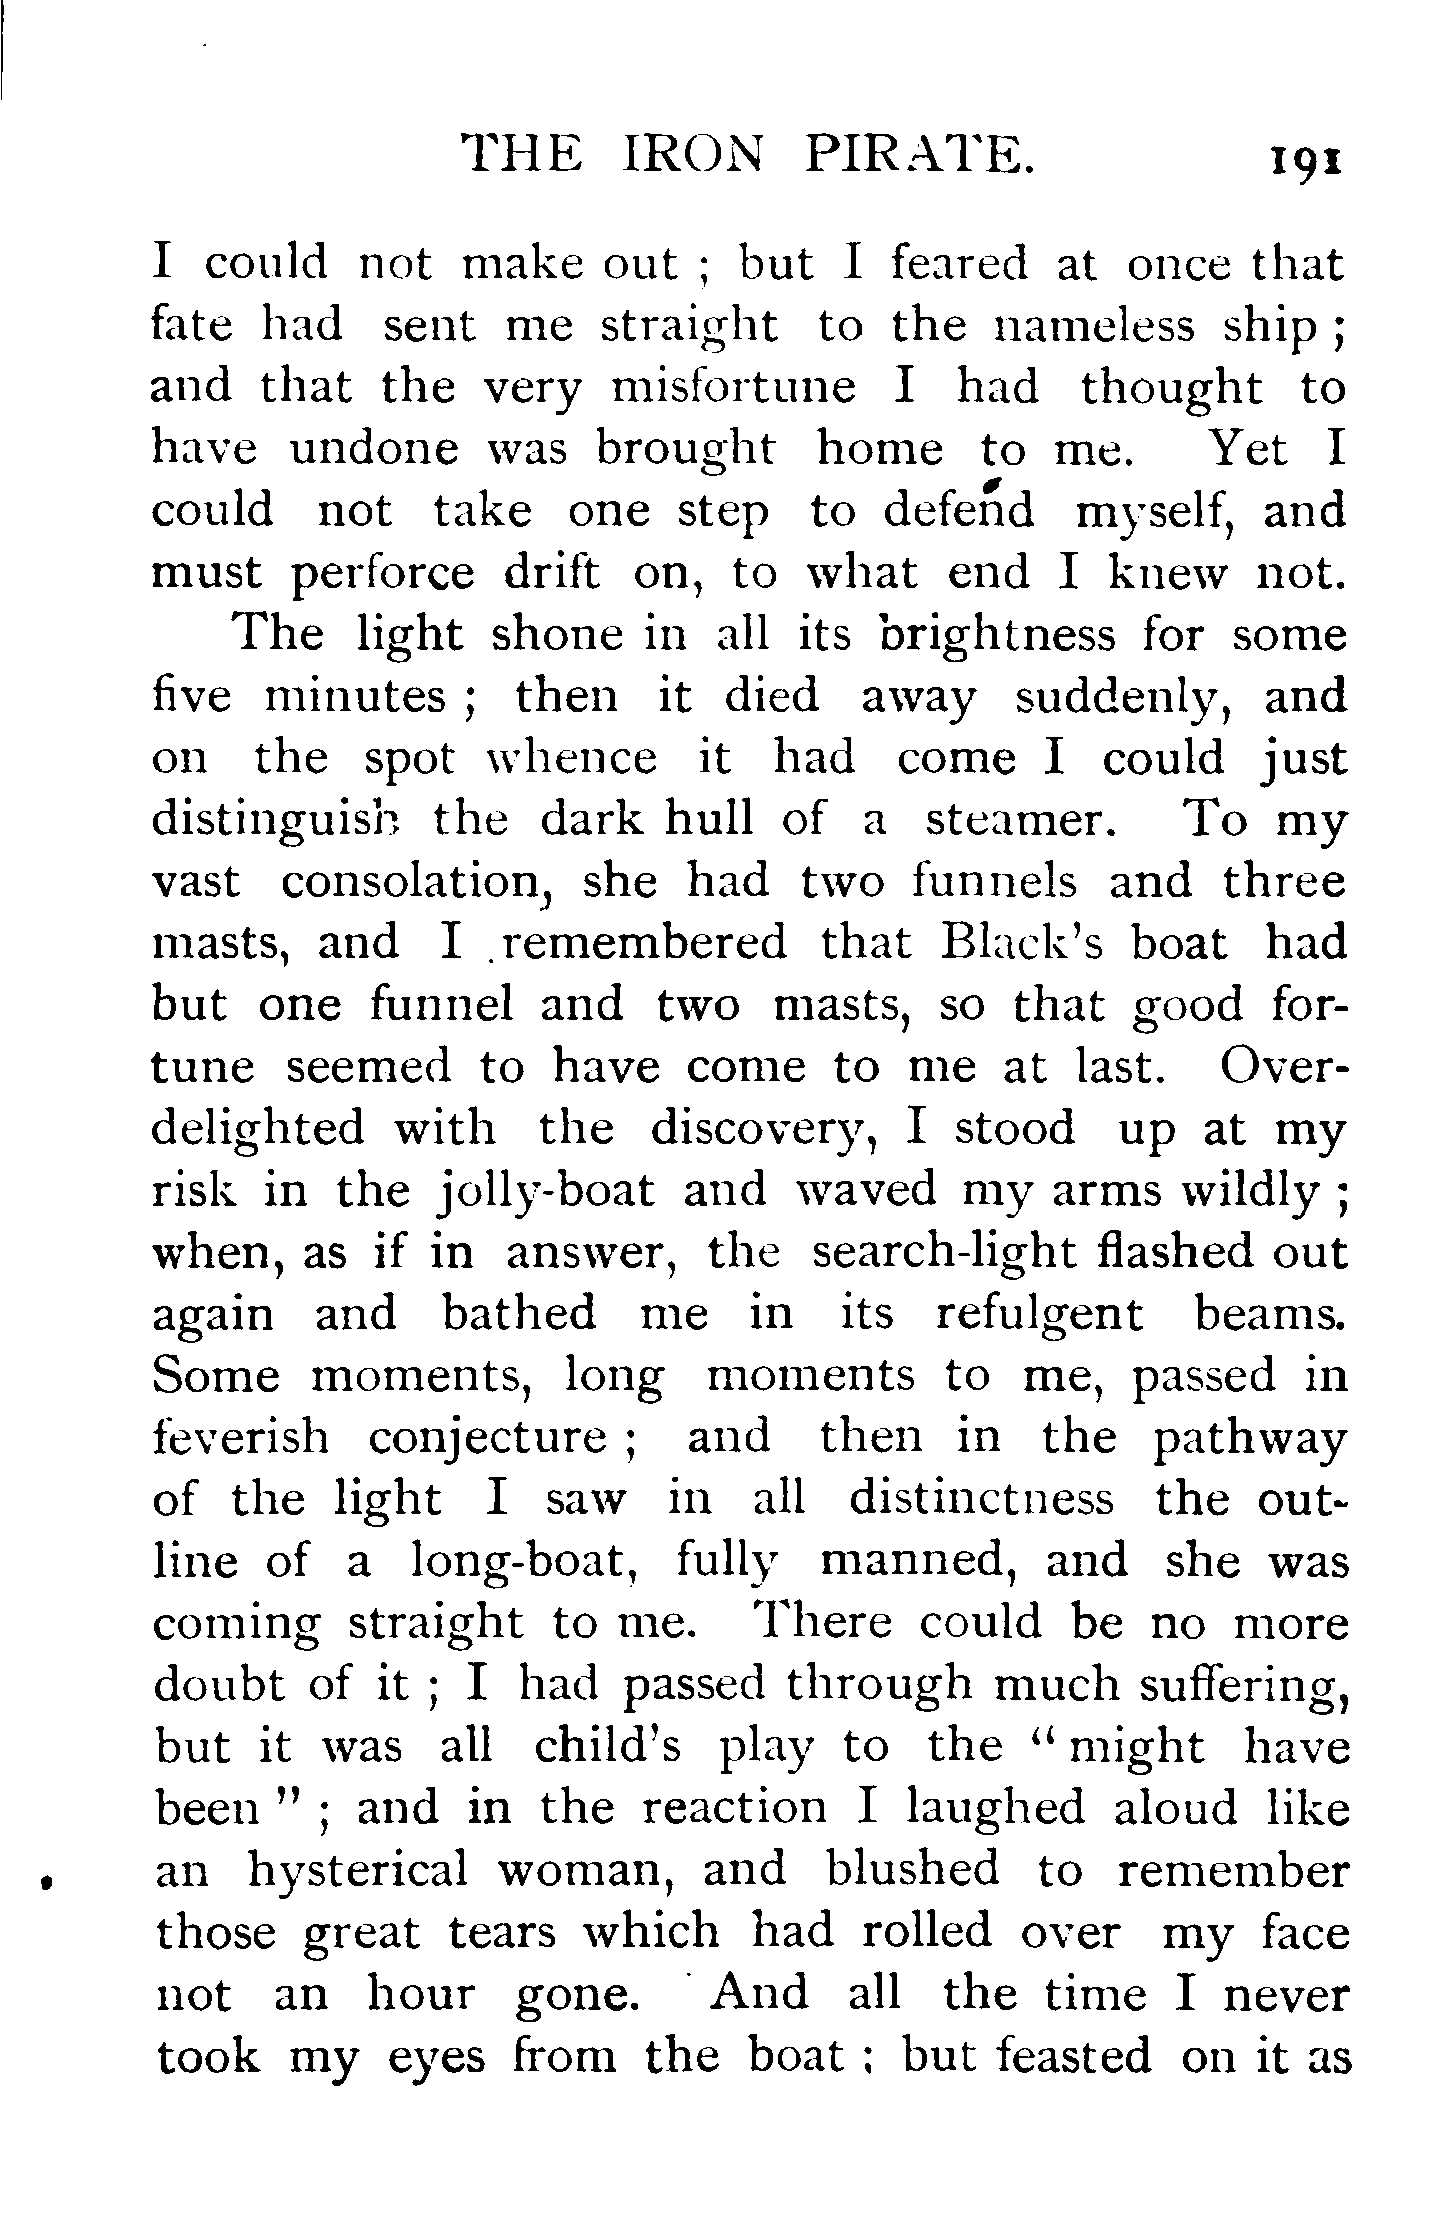 THE IRON PIRATE. 191
I could not make out ; but I feared at once that
fate had sent me straight to the nameless ship ;
and that the very misfortune I had thought to
have undone was brought home to me. Yet I
could not take one step to defend myself, and
must perforce drift on, to what end I knew not.
The light shone in all its brightness for some
five minutes ; then it died away suddenly, and
on the spot whence it had come I could just
distinguish the dark hull of a steamer. To my
vast consolation, she had two funnels and three
masts, and I remembered that Black's boat had
but one funnel and two masts, so that good for-
tune seemed to have come to me at last. Over-
delighted with the discovery, I stood up at my
risk in the jolly-boat and waved my arms wildly ;
when, as if in answer, the search-light flashed out
again and bathed me in its refulgent beams.
Some moments, long moments to me, passed in
feverish conjecture ; and then in the pathway
of the light I saw in all distinctness the out-
line of a long-boat, fully manned, and she was
coming straight to me. There could be no more
doubt of it ; I had passed through much suffering,
but it was all child's play to the " might have
been " ; and in the reaction I laughed aloud like
an hysterical woman, and blushed to remember
those great tears which had rolled over my face
not an hour gone. And all the time I never
took my eyes from the boat ; but feasted on it as